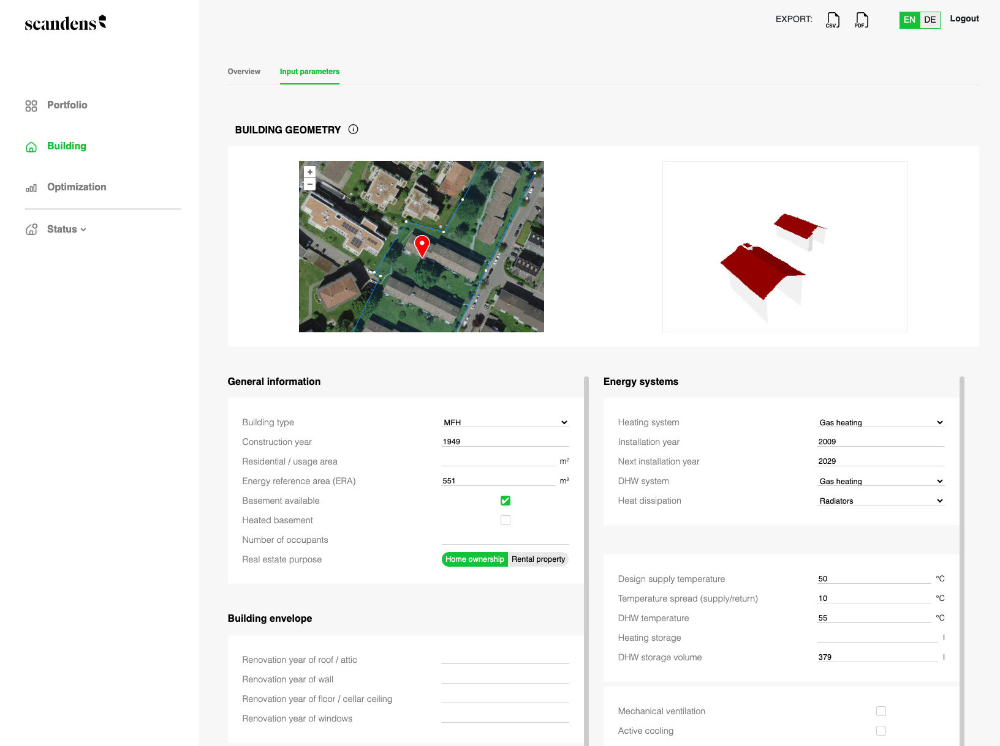 scandens
EXPORT:
CSV
PDF
EN DE
Logout
Portfolio
Building
Optimization
Status
Overview
Input parameters
BUILDING GEOMETRY
+
−
General information
Building type MFH
Construction year 1949
Residential / usage area m²
Energy reference area (ERA) 551 m²
Basement available
Heated basement
Number of occupants
Real estate purpose Home ownership Rental property
Building envelope
Renovation year of roof / attic
Renovation year of wall
Renovation year of floor / cellar ceiling
Renovation year of windows
Energy systems
Heating system Gas heating
Installation year 2009
Next installation year 2029
DHW system Gas heating
Heat dissipation Radiators
Design supply temperature 50 °C
Temperature spread (supply/return) 10 °C
DHW temperature 55 °C
Heating storage l
DHW storage volume 379 l
Mechanical ventilation
Active cooling